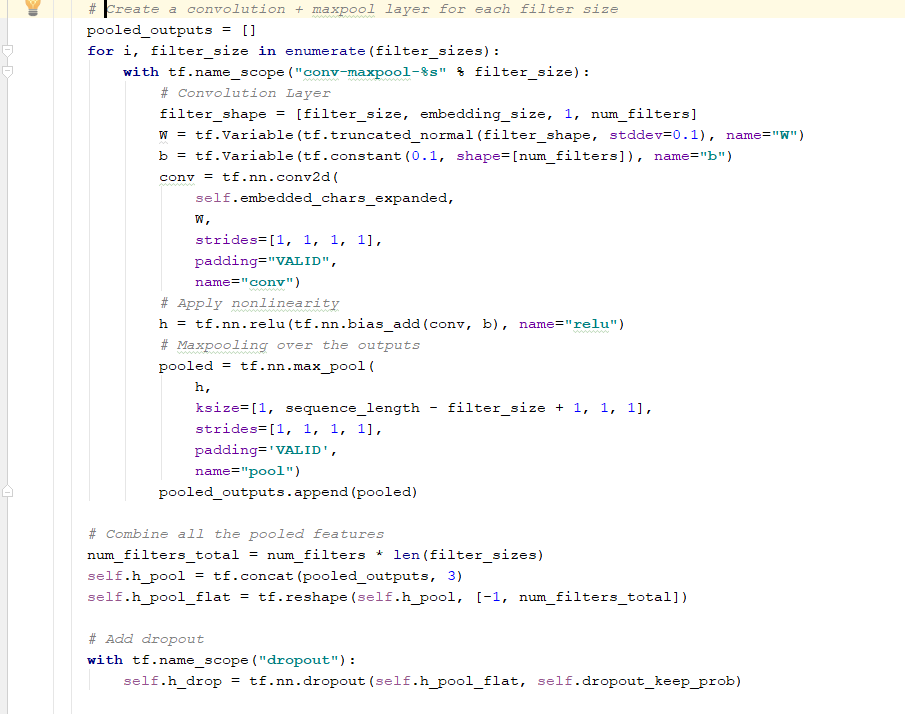 # Create a convolution + maxpool layer for each filter size
pooled_outputs = []
for i, filter_size in enumerate(filter_sizes):
    with tf.name_scope("conv-maxpool-%s" % filter_size):
        # Convolution Layer
        filter_shape = [filter_size, embedding_size, 1, num_filters]
        W = tf.Variable(tf.truncated_normal(filter_shape, stddev=0.1), name="W")
        b = tf.Variable(tf.constant(0.1, shape=[num_filters]), name="b")
        conv = tf.nn.conv2d(
            self.embedded_chars_expanded,
            W,
            strides=[1, 1, 1, 1],
            padding="VALID",
            name="conv")
        # Apply nonlinearity
        h = tf.nn.relu(tf.nn.bias_add(conv, b), name="relu")
        # Maxpooling over the outputs
        pooled = tf.nn.max_pool(
            h,
            ksize=[1, sequence_length - filter_size + 1, 1, 1],
            strides=[1, 1, 1, 1],
            padding='VALID',
            name="pool")
        pooled_outputs.append(pooled)
# Combine all the pooled features
num_filters_total = num_filters * len(filter_sizes)
self.h_pool = tf.concat(pooled_outputs, 3)
self.h_pool_flat = tf.reshape(self.h_pool, [-1, num_filters_total])
# Add dropout
with tf.name_scope("dropout"):
    self.h_drop = tf.nn.dropout(self.h_pool_flat, self.dropout_keep_prob)